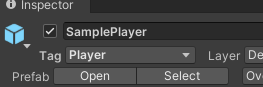 Inspector
SamplePlayer
Tag Player Layer De
Prefab Open Select Ov